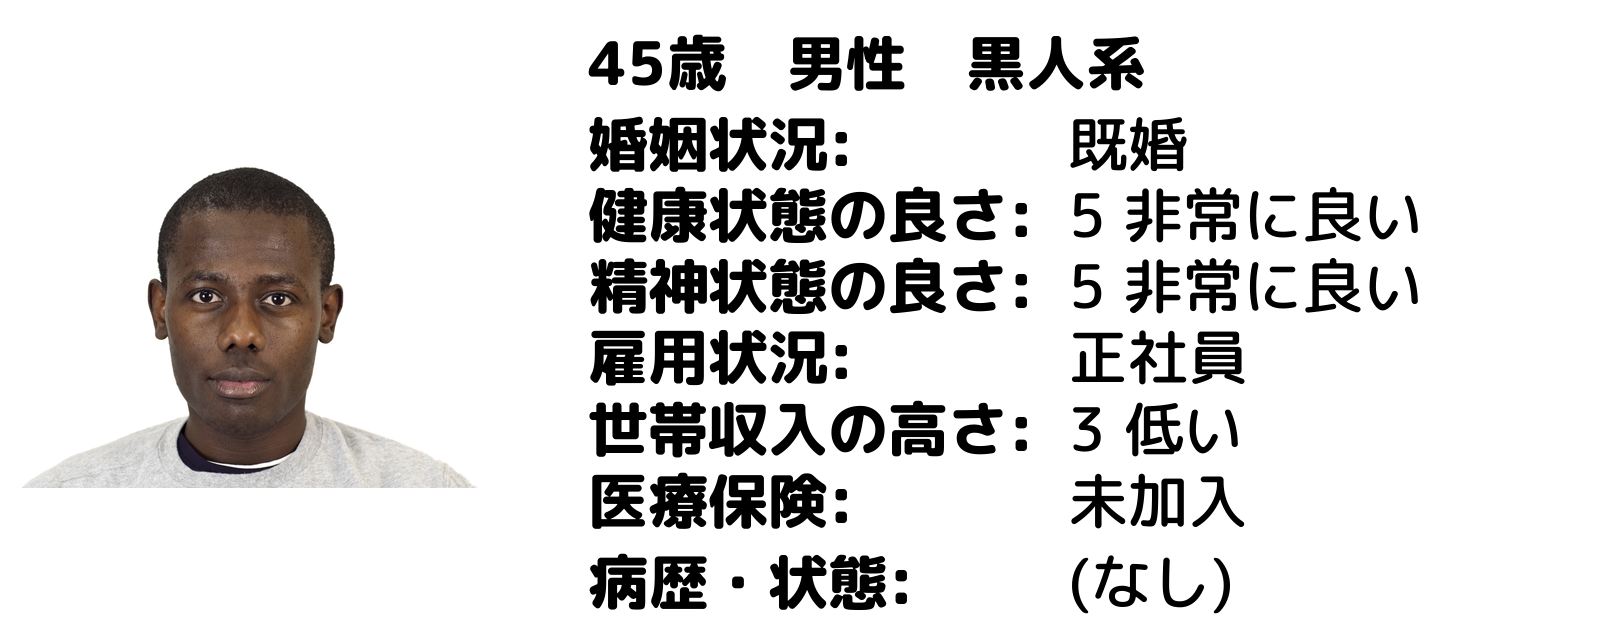 45歳　男性　黒人系
婚姻状況: 既婚
健康状態の良さ: 5 非常に良い
精神状態の良さ: 5 非常に良い
雇用状況: 正社員
世帯収入の高さ: 3 低い
医療保険: 未加入
病歴・状態: (なし)